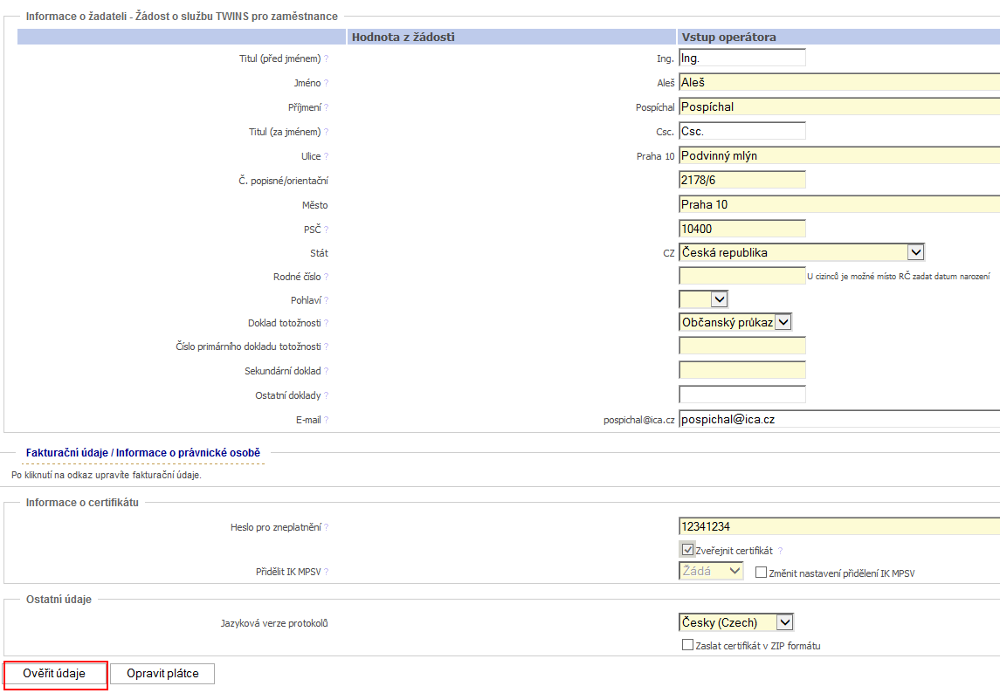 Informace o žadateli - Žádost o službu TWINS pro zaměstnance
Hodnota z žádosti Vstup operátora
Titul (před jménem) ? Ing. Ing.
Jméno ? Aleš Aleš
Příjmení ? Pospíchal Pospíchal
Titul (za jménem) ? Csc. Csc.
Ulice ? Praha 10 Podvinný mlýn
Č. popisné/orientační 2178/6
Město Praha 10
PSČ ? 10400
Stát CZ Česká republika
Rodné číslo ? U cizinců je možné místo RČ zadat datum narození
Pohlaví ?
Doklad totožnosti ? Občanský průkaz
Číslo primárního dokladu totožnosti ?
Sekundární doklad ?
Ostatní doklady ?
E-mail ? pospichal@ica.cz pospichal@ica.cz
Fakturační údaje / Informace o právnické osobě
Po kliknutí na odkaz upravíte fakturační údaje.
Informace o certifikátu
Heslo pro zneplatnění ? 12341234
Zveřejnit certifikát ?
Přidělit IK MPSV ? Žádá Změnit nastavení přidělení IK MPSV
Ostatní údaje
Jazyková verze protokolů Česky (Czech)
Zaslat certifikát v ZIP formátu
Ověřit údaje Opravit plátce